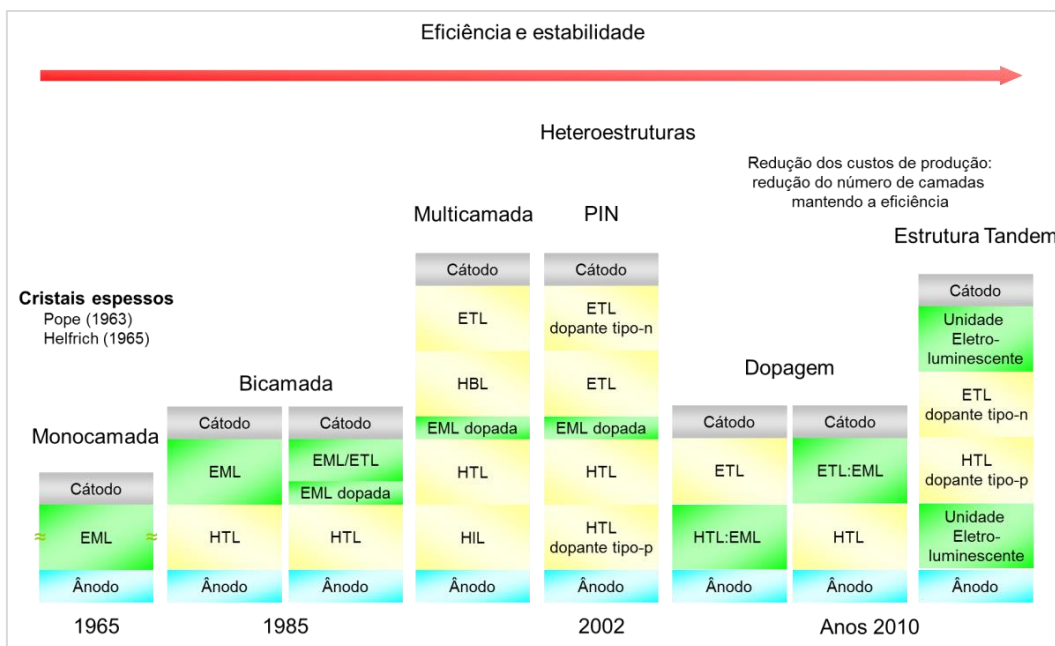 Eficiência e estabilidade
Heteroestruturas
Redução dos custos de produção:
redução do número de camadas
mantendo a eficiência
Cristais espessos
Pope (1963)
Helfrich (1965)
Monocamada
Cátodo
EML
Ânodo
1965
Bicamada
Cátodo
EML
HTL
Ânodo
Cátodo
EML/ETL
EML dopada
HTL
Ânodo
1985
Multicamada
Cátodo
ETL
HBL
EML dopada
HTL
HIL
Ânodo
PIN
Cátodo
ETL
dopante tipo-n
ETL
EML dopada
HTL
HTL
dopante tipo-p
Ânodo
2002
Dopagem
Cátodo
ETL
HTL:EML
Ânodo
Cátodo
ETL:EML
HTL
Ânodo
Estrutura Tandem
Cátodo
Unidade
Eletro-
luminescente
ETL
dopante tipo-n
HTL
dopante tipo-p
Unidade
Eletro-
luminescente
Ânodo
Anos 2010